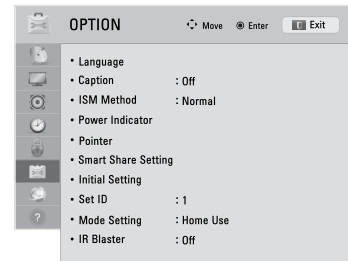 OPTION Move Enter Exit
• Language
• Caption : Off
• ISM Method : Normal
• Power Indicator
• Pointer
• Smart Share Setting
• Initial Setting
• Set ID : 1
• Mode Setting : Home Use
• IR Blaster : Off
?